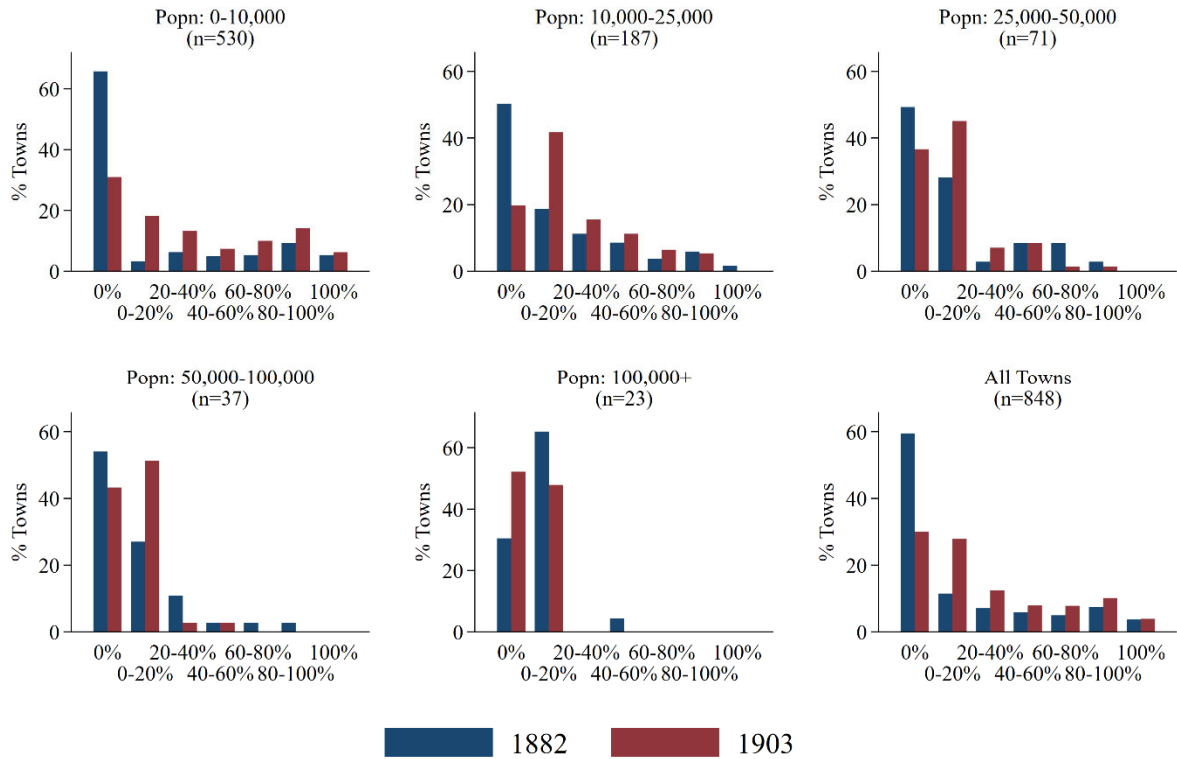 Popn: 0-10,000
(n=530)
% Towns
60
40
20
0
0% 20-40% 60-80% 100%
0-20% 40-60% 80-100%
Popn: 10,000-25,000
(n=187)
% Towns
60
40
20
0
0% 20-40% 60-80% 100%
0-20% 40-60% 80-100%
Popn: 25,000-50,000
(n=71)
% Towns
60
40
20
0
0% 20-40% 60-80% 100%
0-20% 40-60% 80-100%
Popn: 50,000-100,000
(n=37)
% Towns
60
40
20
0
0% 20-40% 60-80% 100%
0-20% 40-60% 80-100%
Popn: 100,000+
(n=23)
% Towns
60
40
20
0
0% 20-40% 60-80% 100%
0-20% 40-60% 80-100%
All Towns
(n=848)
% Towns
60
40
20
0
0% 20-40% 60-80% 100%
0-20% 40-60% 80-100%
1882 1903